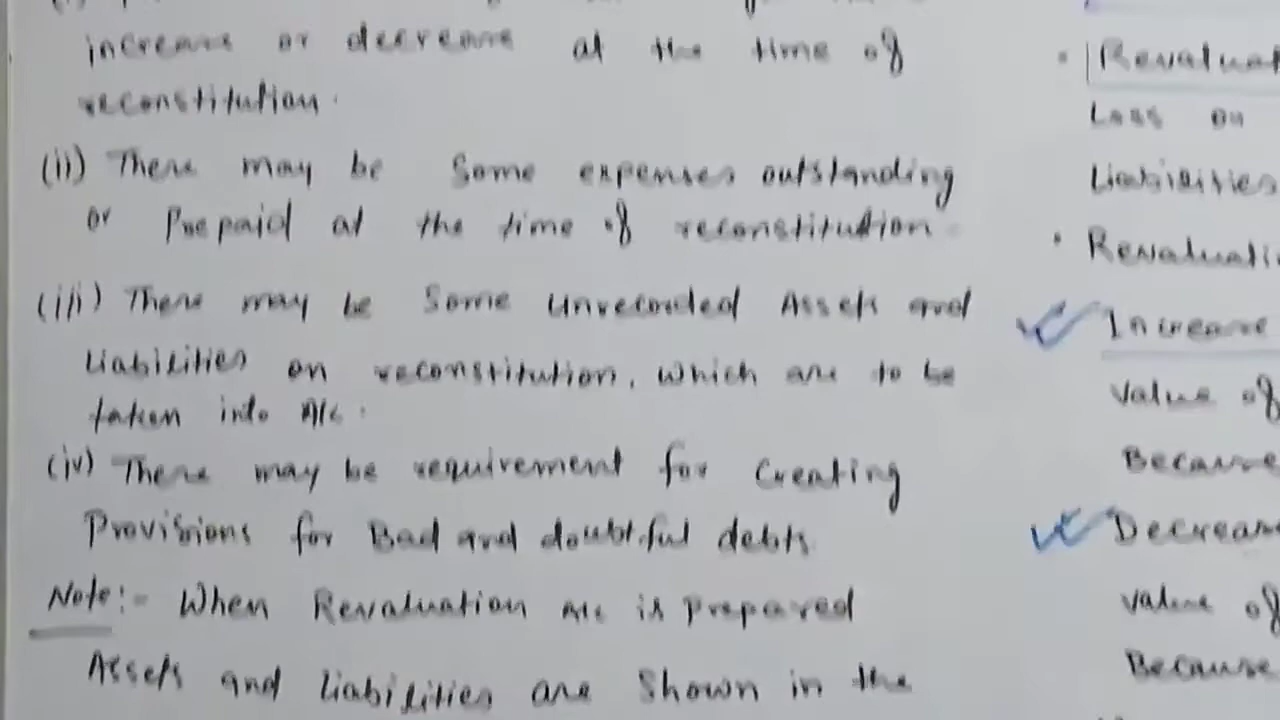 increase or decrease at the time of
reconstitution.
(ii) There may be some expenses outstanding
or Prepaid at the time of reconstitution.
(iii) There may be Some Unrecorded Assets and
Liabilities on reconstitution, which are to be
taken into A/c.
(iv) There may be requirement for Creating
Provisions for Bad and doubtful debts
Note:- When Revaluation A/c is prepared
Assets and liabilities are Shown in the
Loss on
Liabilities
Increase
Value of
Because
Value of
Because